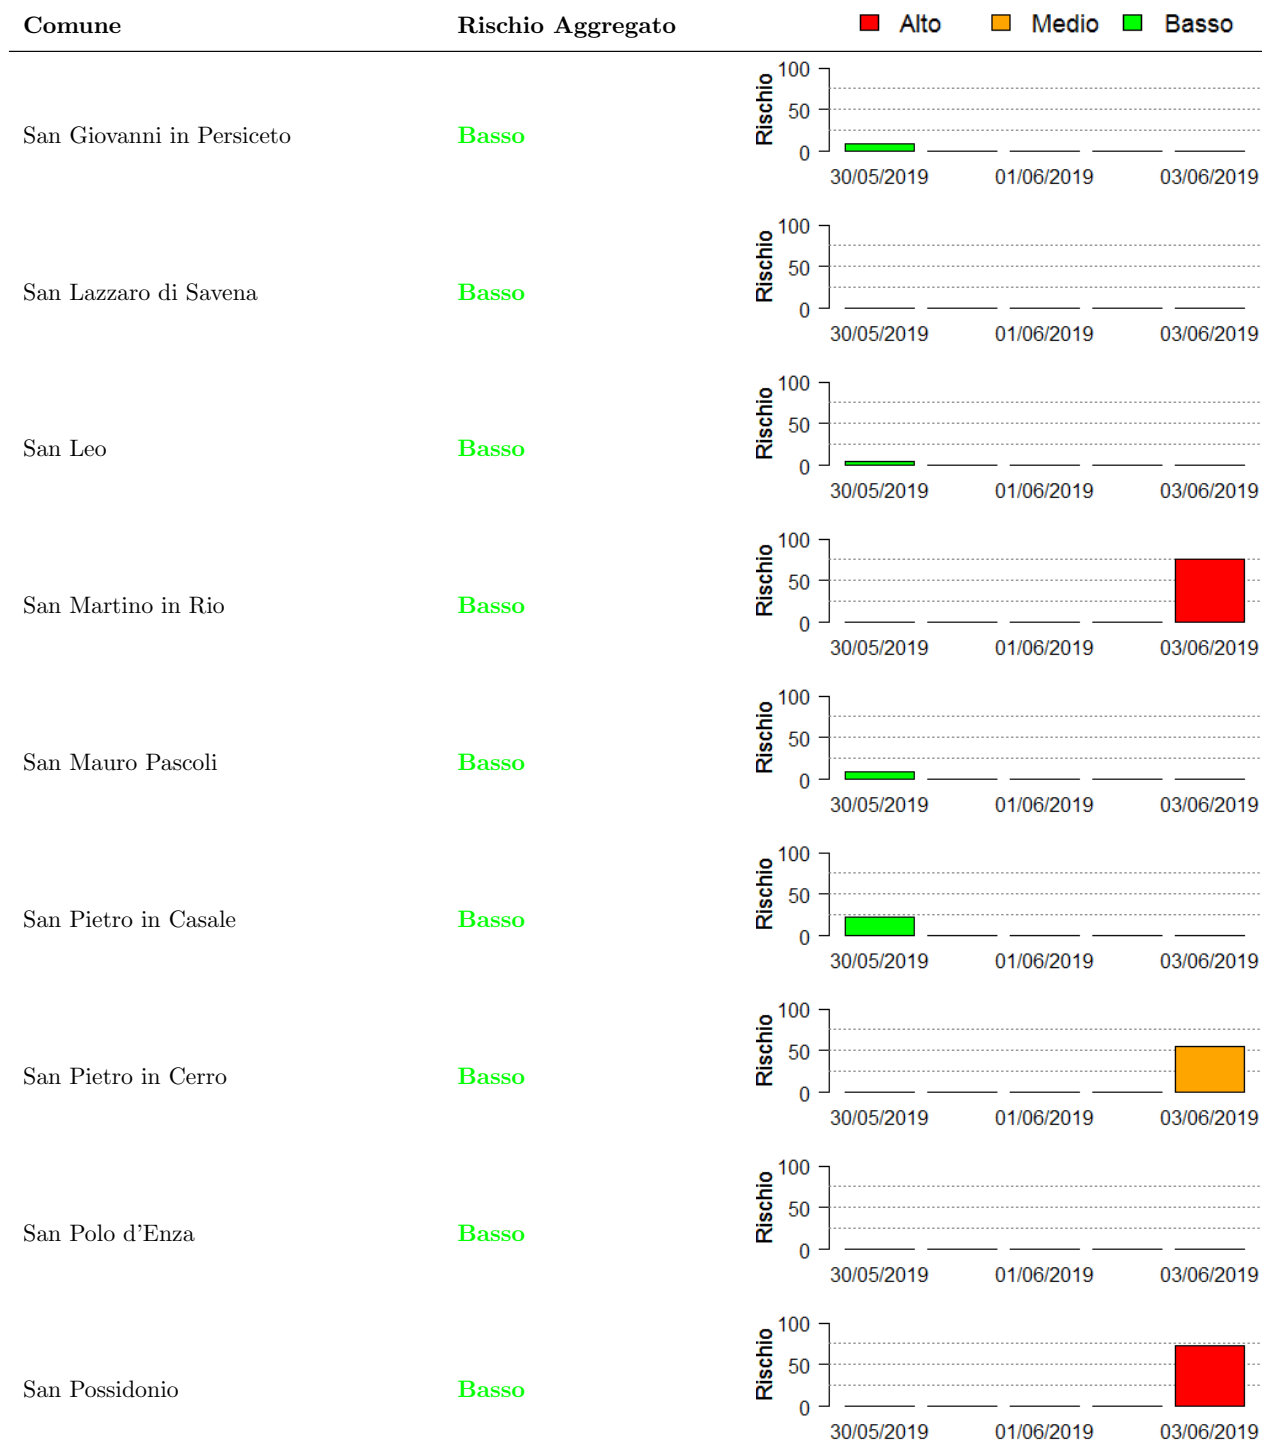 Comune Rischio Aggregato Alto Medio Basso
San Giovanni in Persiceto Basso Rischio 100 50 0
30/05/2019 01/06/2019 03/06/2019
San Lazzaro di Savena Basso Rischio 100 50 0
30/05/2019 01/06/2019 03/06/2019
San Leo Basso Rischio 100 50 0
30/05/2019 01/06/2019 03/06/2019
San Martino in Rio Basso Rischio 100 50 0
30/05/2019 01/06/2019 03/06/2019
San Mauro Pascoli Basso Rischio 100 50 0
30/05/2019 01/06/2019 03/06/2019
San Pietro in Casale Basso Rischio 100 50 0
30/05/2019 01/06/2019 03/06/2019
San Pietro in Cerro Basso Rischio 100 50 0
30/05/2019 01/06/2019 03/06/2019
San Polo d'Enza Basso Rischio 100 50 0
30/05/2019 01/06/2019 03/06/2019
San Possidonio Basso Rischio 100 50 0
30/05/2019 01/06/2019 03/06/2019